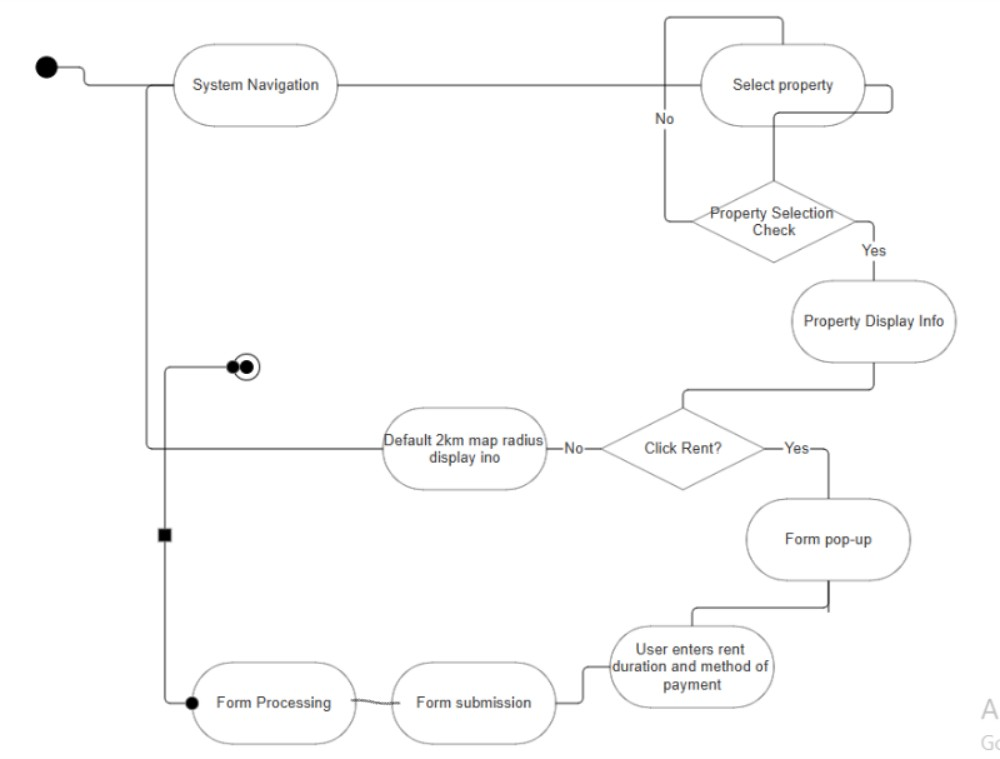 System Navigation
Select property
No
Property Selection
Check
Yes
Property Display Info
Default 2km map radius
display ino
No
Click Rent?
Yes
Form pop-up
User enters rent
duration and method of
payment
Form submission
Form Processing
A
Go